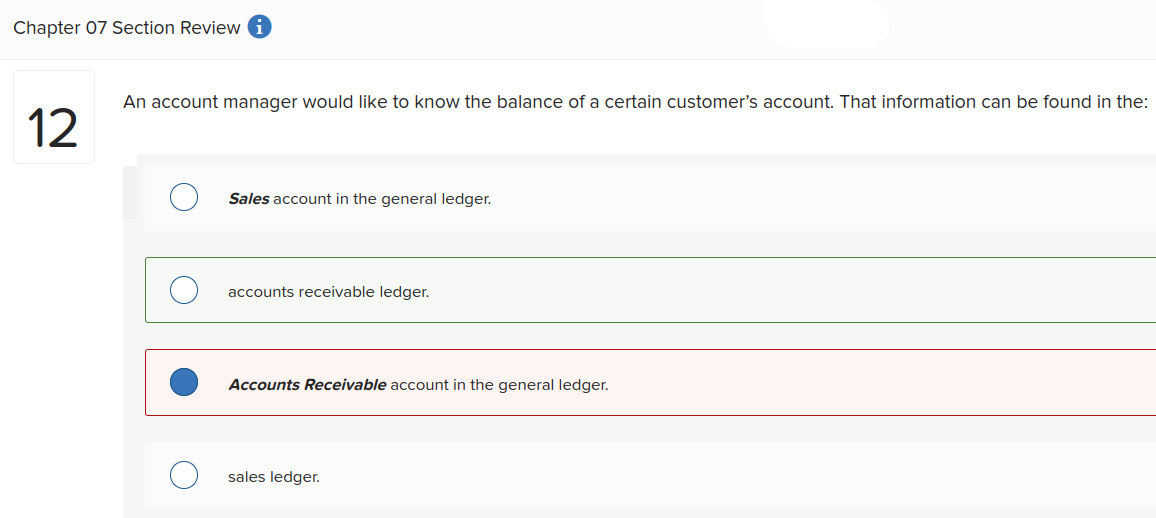 Chapter 07 Section Review i
12
An account manager would like to know the balance of a certain customer’s account. That information can be found in the:
Sales account in the general ledger.
accounts receivable ledger.
Accounts Receivable account in the general ledger.
sales ledger.